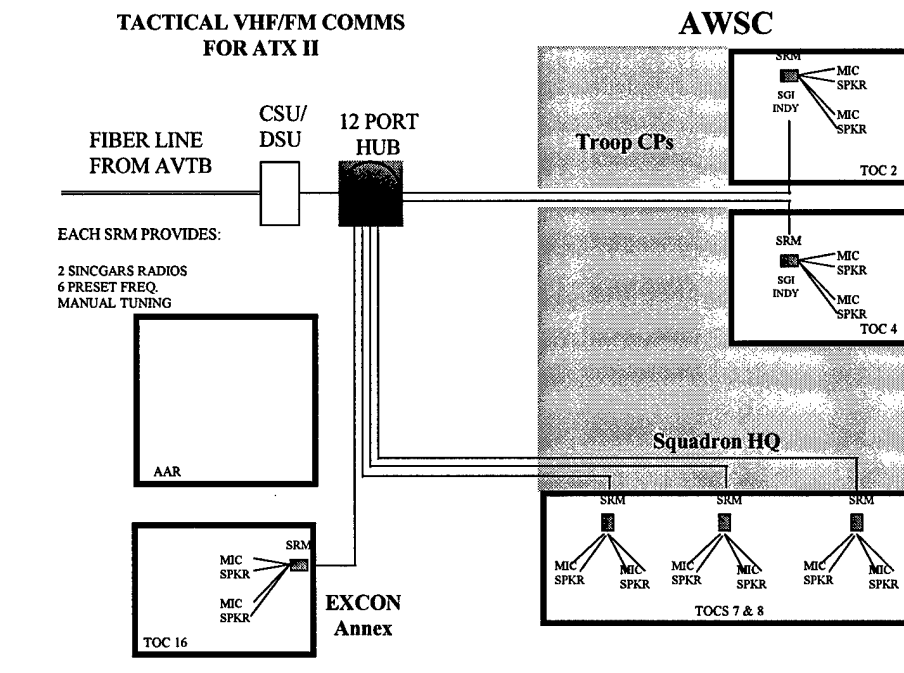 TACTICAL VHF/FM COMMS
FOR ATX II
AWSC
FIBER LINE
FROM AVTB
CSU/
DSU
12 PORT
HUB
EACH SRM PROVIDES:
2 SINCGARS RADIOS
6 PRESET FREQ.
MANUAL TUNING
Troop CPs
SRM
MIC
SPKR
SGI
INDY
MIC
SPKR
TOC 2
SRM
MIC
SPKR
SGI
INDY
MIC
SPKR
TOC 4
AAR
Squadron HQ
SRM
SRM
SRM
MIC
SPKR
MIC
SPKR
MIC
SPKR
MIC
SPKR
MIC
SPKR
MIC
SPKR
TOCS 7 & 8
SRM
MIC
SPKR
MIC
SPKR
TOC 16
EXCON
Annex